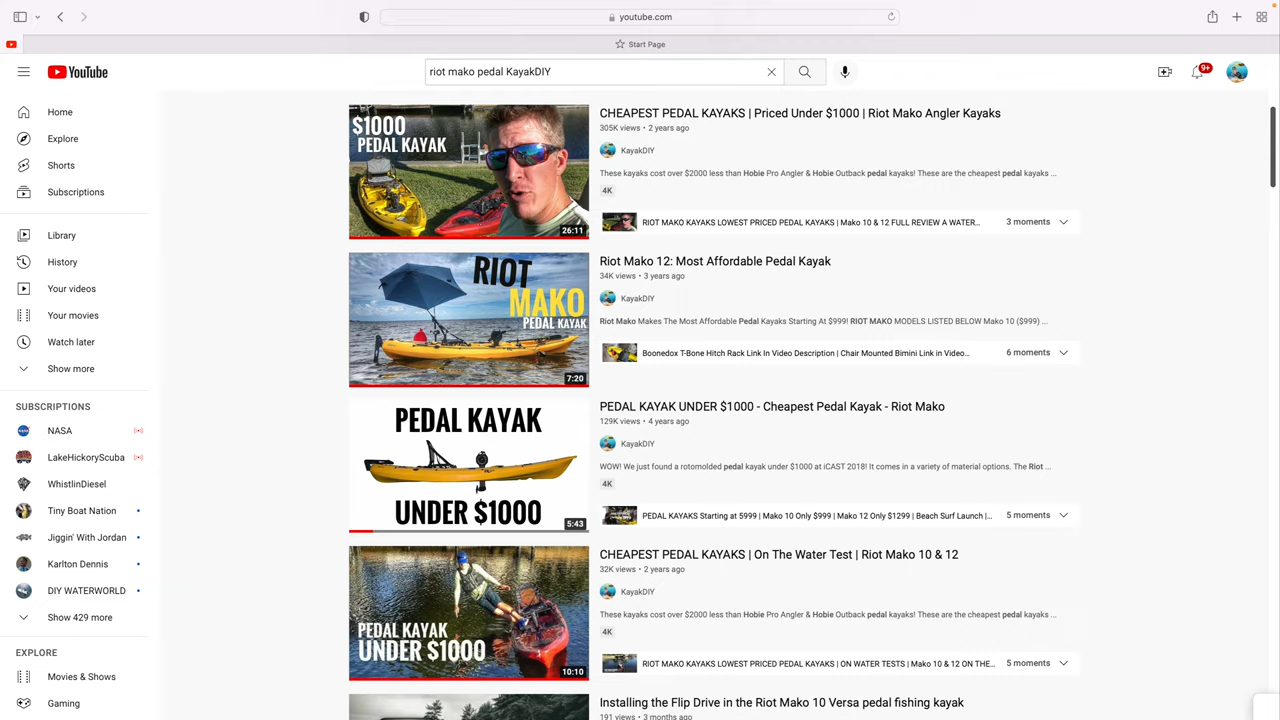 youtube.com
Start Page
YouTube
riot mako pedal KayakDIY
9+
Home
Explore
Shorts
Subscriptions
Library
History
Your videos
Your movies
Watch later
Show more
SUBSCRIPTIONS
NASA
LakeHickoryScuba
WhistlinDiesel
Tiny Boat Nation
Jiggin' With Jordan
Karlton Dennis
DIY WATERWORLD
Show 429 more
EXPLORE
Movies & Shows
Gaming
$1000
PEDAL KAYAK
26:11
CHEAPEST PEDAL KAYAKS | Priced Under $1000 | Riot Mako Angler Kayaks
305K views • 2 years ago
KayakDIY
These kayaks cost over $2000 less than Hobie Pro Angler & Hobie Outback pedal kayaks! These are the cheapest pedal kayaks ...
4K
RIOT MAKO KAYAKS LOWEST PRICED PEDAL KAYAKS | Mako 10 & 12 FULL REVIEW A WATER...
3 moments
RIOT
MAKO
PEDAL KAYAK
7:20
Riot Mako 12: Most Affordable Pedal Kayak
34K views • 3 years ago
KayakDIY
Riot Mako Makes The Most Affordable Pedal Kayaks Starting At $999! RIOT MAKO MODELS LISTED BELOW Mako 10 ($999) ...
Boonedox T-Bone Hitch Rack Link In Video Description | Chair Mounted Bimini Link in Video...
6 moments
PEDAL KAYAK
UNDER $1000
5:43
PEDAL KAYAK UNDER $1000 - Cheapest Pedal Kayak - Riot Mako
129K views • 4 years ago
KayakDIY
WOW! We just found a rotomolded pedal kayak under $1000 at iCAST 2018! It comes in a variety of material options. The Riot ...
4K
PEDAL KAYAKS Starting at 5999 | Mako 10 Only $999 | Mako 12 Only $1299 | Beach Surf Launch |...
5 moments
PEDAL KAYAK
UNDER $1000
10:10
CHEAPEST PEDAL KAYAKS | On The Water Test | Riot Mako 10 & 12
32K views • 2 years ago
KayakDIY
These kayaks cost over $2000 less than Hobie Pro Angler & Hobie Outback pedal kayaks! These are the cheapest pedal kayaks ...
4K
RIOT MAKO KAYAKS LOWEST PRICED PEDAL KAYAKS | ON WATER TESTS | Mako 10 & 12 ON THE...
5 moments
Installing the Flip Drive in the Riot Mako 10 Versa pedal fishing kayak
191 views • 3 months ago